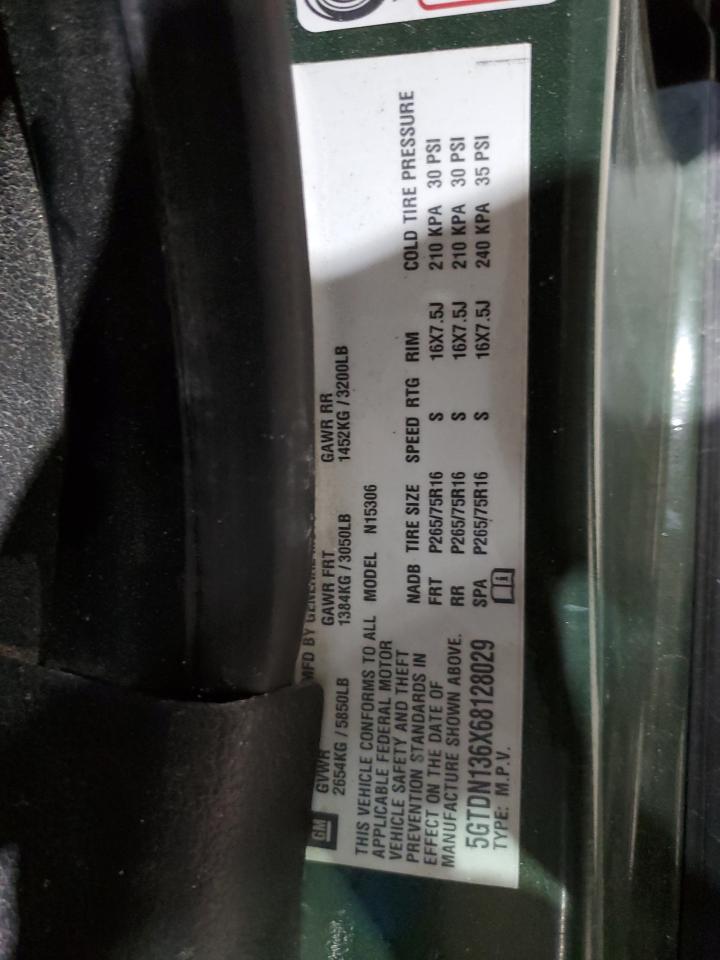 GM
MFD BY GENERAL
GVWR GAWR FRT GAWR RR
2654KG / 5850LB 1384KG / 3050LB 1452KG / 3200LB
THIS VEHICLE CONFORMS TO ALL
APPLICABLE FEDERAL MOTOR
VEHICLE SAFETY AND THEFT
PREVENTION STANDARDS IN
EFFECT ON THE DATE OF
MANUFACTURE SHOWN ABOVE.
5GTDN136X68128029
TYPE: M.P.V.
MODEL N15306
NADB TIRE SIZE SPEED RTG RIM COLD TIRE PRESSURE
FRT P265/75R16 S 16X7.5J 210 KPA 30 PSI
RR P265/75R16 S 16X7.5J 210 KPA 30 PSI
SPA P265/75R16 S 16X7.5J 240 KPA 35 PSI